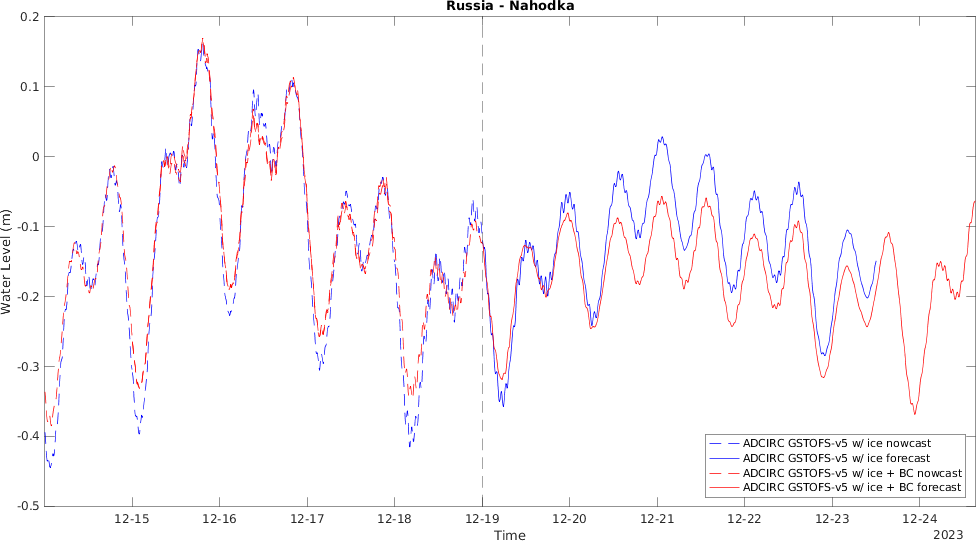 Russia - Nahodka
0.2
0.1
0
-0.1
-0.2
-0.3
-0.4
-0.5
Water Level (m)
12-15
12-16
12-17
12-18
12-19
12-20
12-21
12-22
12-23
12-24
Time
2023
ADCIRC GSTOFS-v5 w/ ice nowcast
ADCIRC GSTOFS-v5 w/ ice forecast
ADCIRC GSTOFS-v5 w/ ice + BC nowcast
ADCIRC GSTOFS-v5 w/ ice + BC forecast